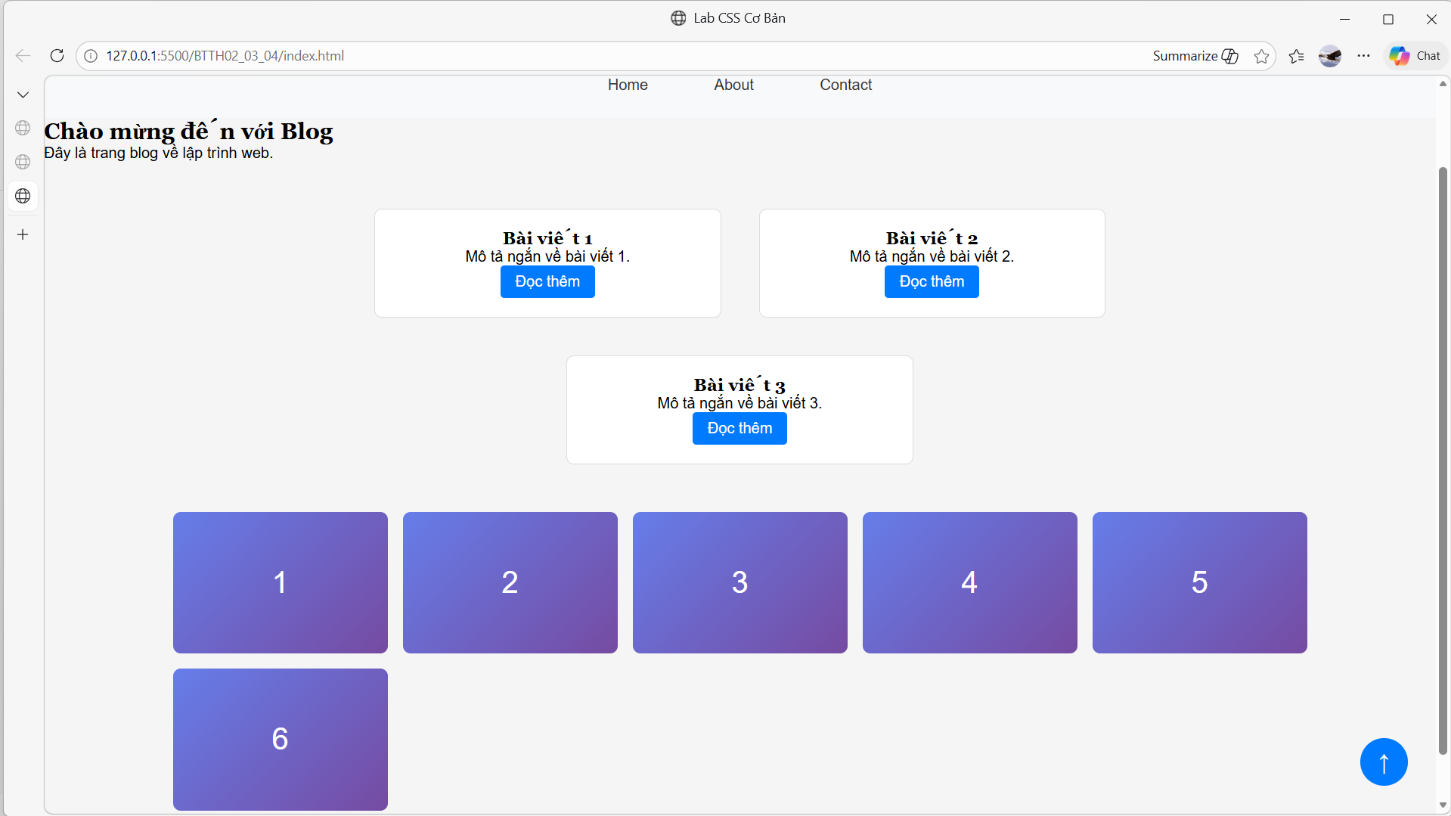 Lab CSS Cơ Bản
127.0.0.1:5500/BTTH02_03_04/index.html
Summarize
Chat
Home About Contact
Chào mừng đến với Blog
Đây là trang blog về lập trình web.
Bài viết 1
Mô tả ngắn về bài viết 1.
Đọc thêm
Bài viết 2
Mô tả ngắn về bài viết 2.
Đọc thêm
Bài viết 3
Mô tả ngắn về bài viết 3.
Đọc thêm
1 2 3 4 5
6
↑